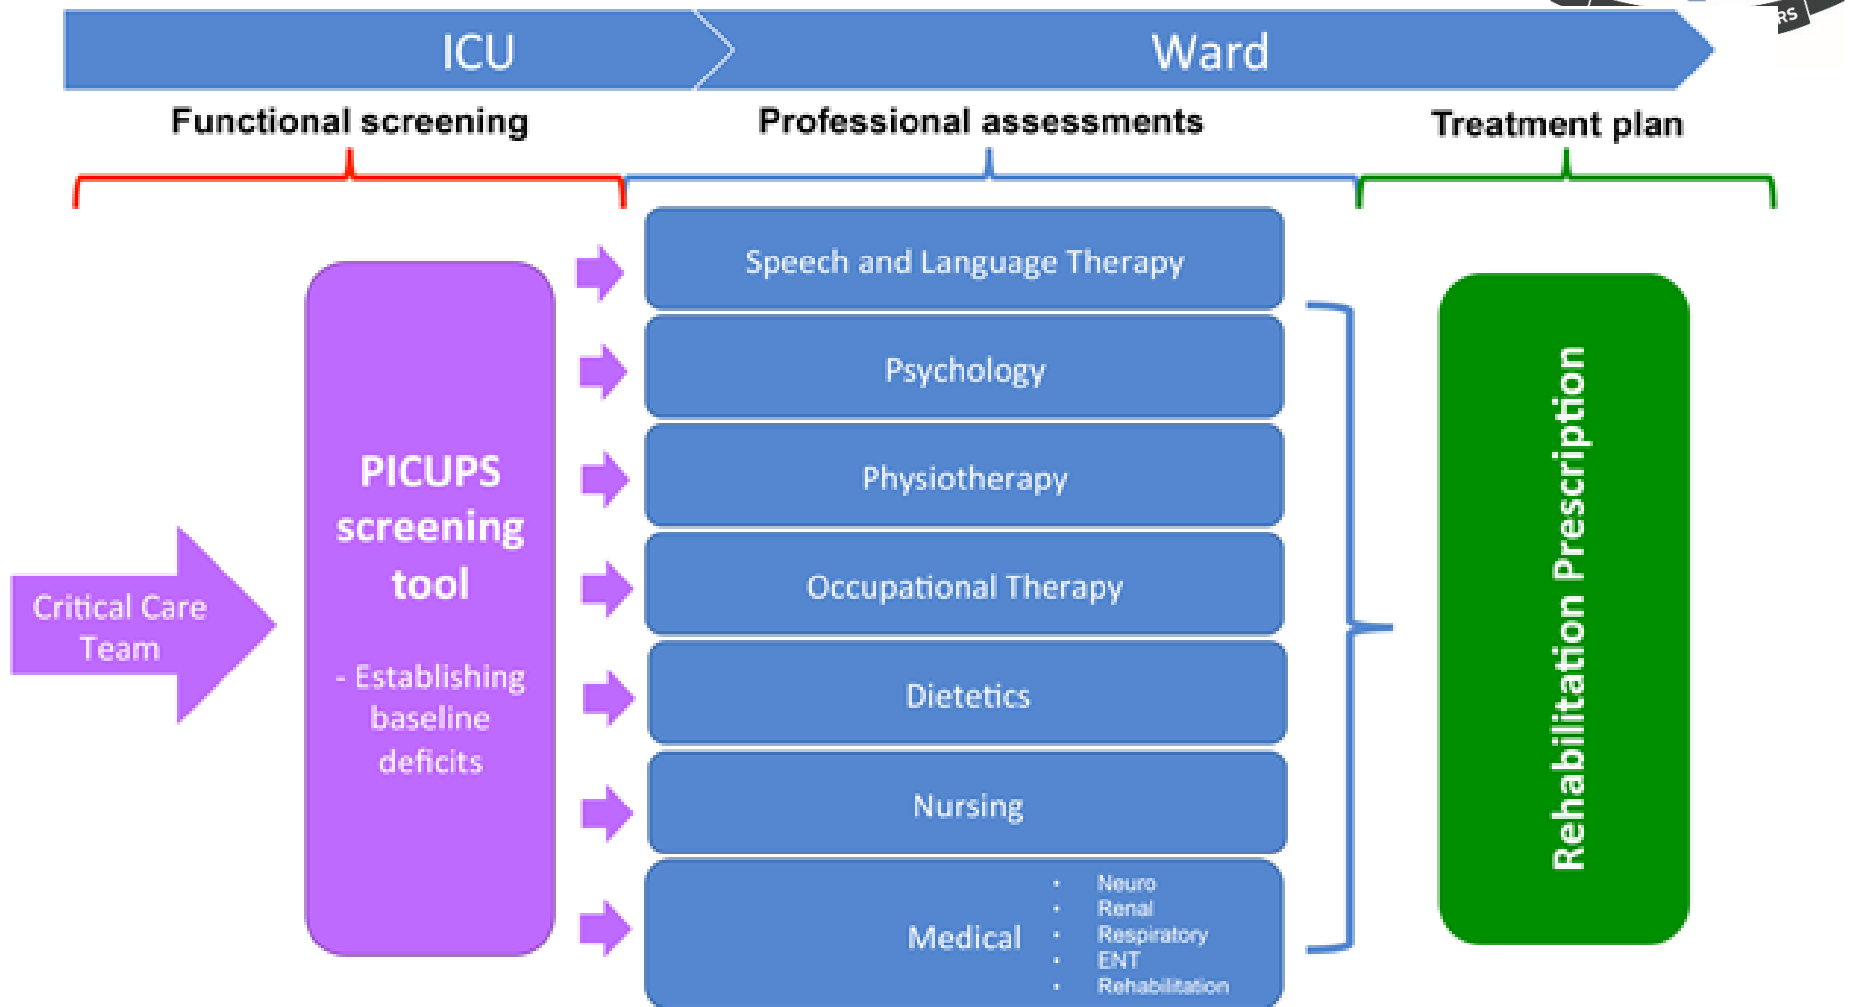 RS
ICU
Ward
Functional screening
Professional assessments
Treatment plan
Critical Care
Team
PICUPS
screening
tool
- Establishing
baseline
deficits
Speech and Language Therapy
Psychology
Physiotherapy
Occupational Therapy
Dietetics
Nursing
Medical
• Neuro
• Renal
• Respiratory
• ENT
• Rehabilitation
Rehabilitation Prescription